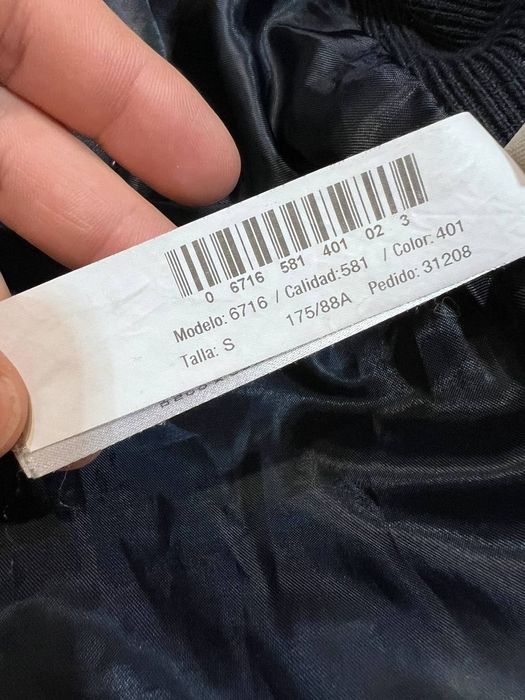 0 6716 581 401 02 3
Modelo: 6716 / Calidad:581 / Color: 401
Talla: S 175/88A Pedido: 31208